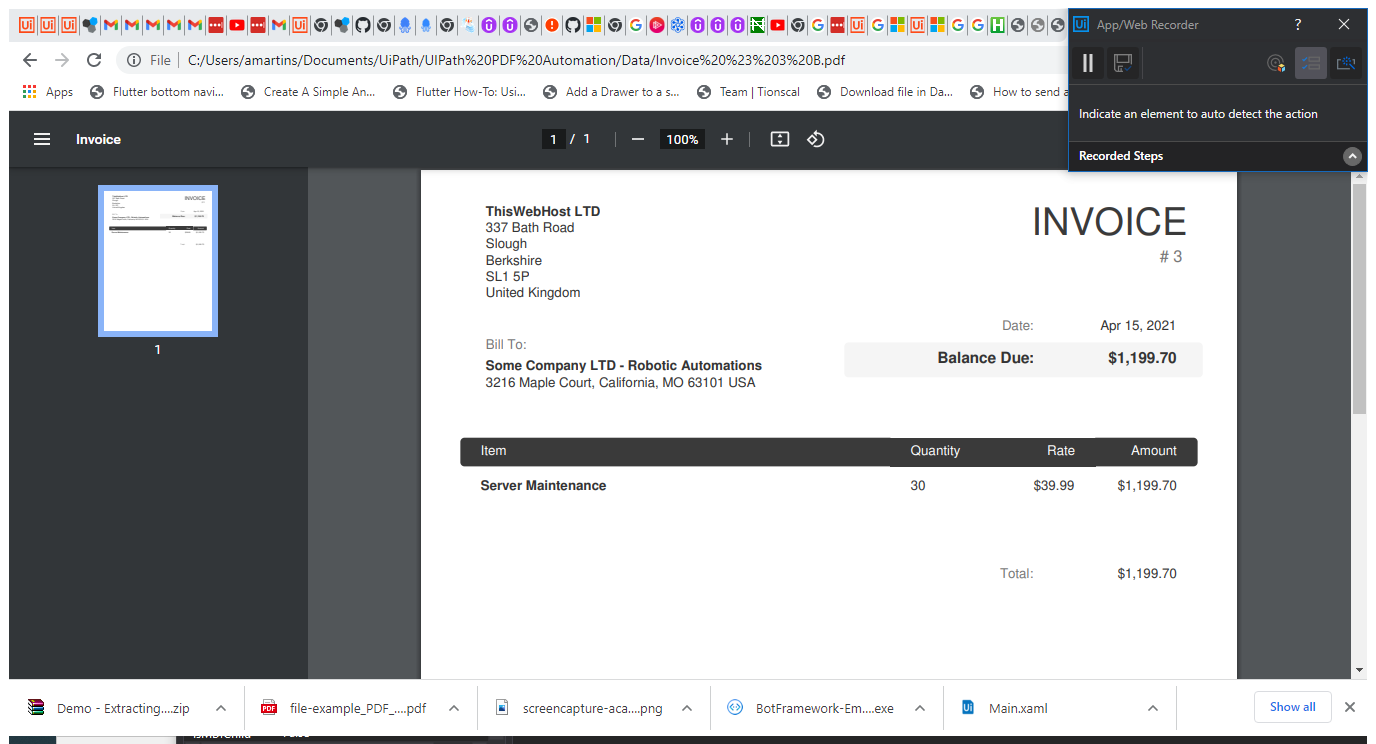 App/Web Recorder ?
File C:/Users/amartins/Documents/UiPath/UIPath%20PDF%20Automation/Data/Invoice%20%23%203%20B.pdf
Apps Flutter bottom navi... Create A Simple An... Flutter How-To: Usi... Add a Drawer to a s... Team | Tionscal Download file in Da... How to send a
Indicate an element to auto detect the action
Recorded Steps
Invoice 1 / 1 100%
1
ThisWebHost LTD
337 Bath Road
Slough
Berkshire
SL1 5P
United Kingdom
INVOICE
# 3
Date: Apr 15, 2021
Balance Due: $1,199.70
Bill To:
Some Company LTD - Robotic Automations
3216 Maple Court, California, MO 63101 USA
Item Quantity Rate Amount
Server Maintenance 30 $39.99 $1,199.70
Total: $1,199.70
Demo - Extracting....zip file-example_PDF_....pdf screencapture-aca....png BotFramework-Em....exe Main.xaml Show all